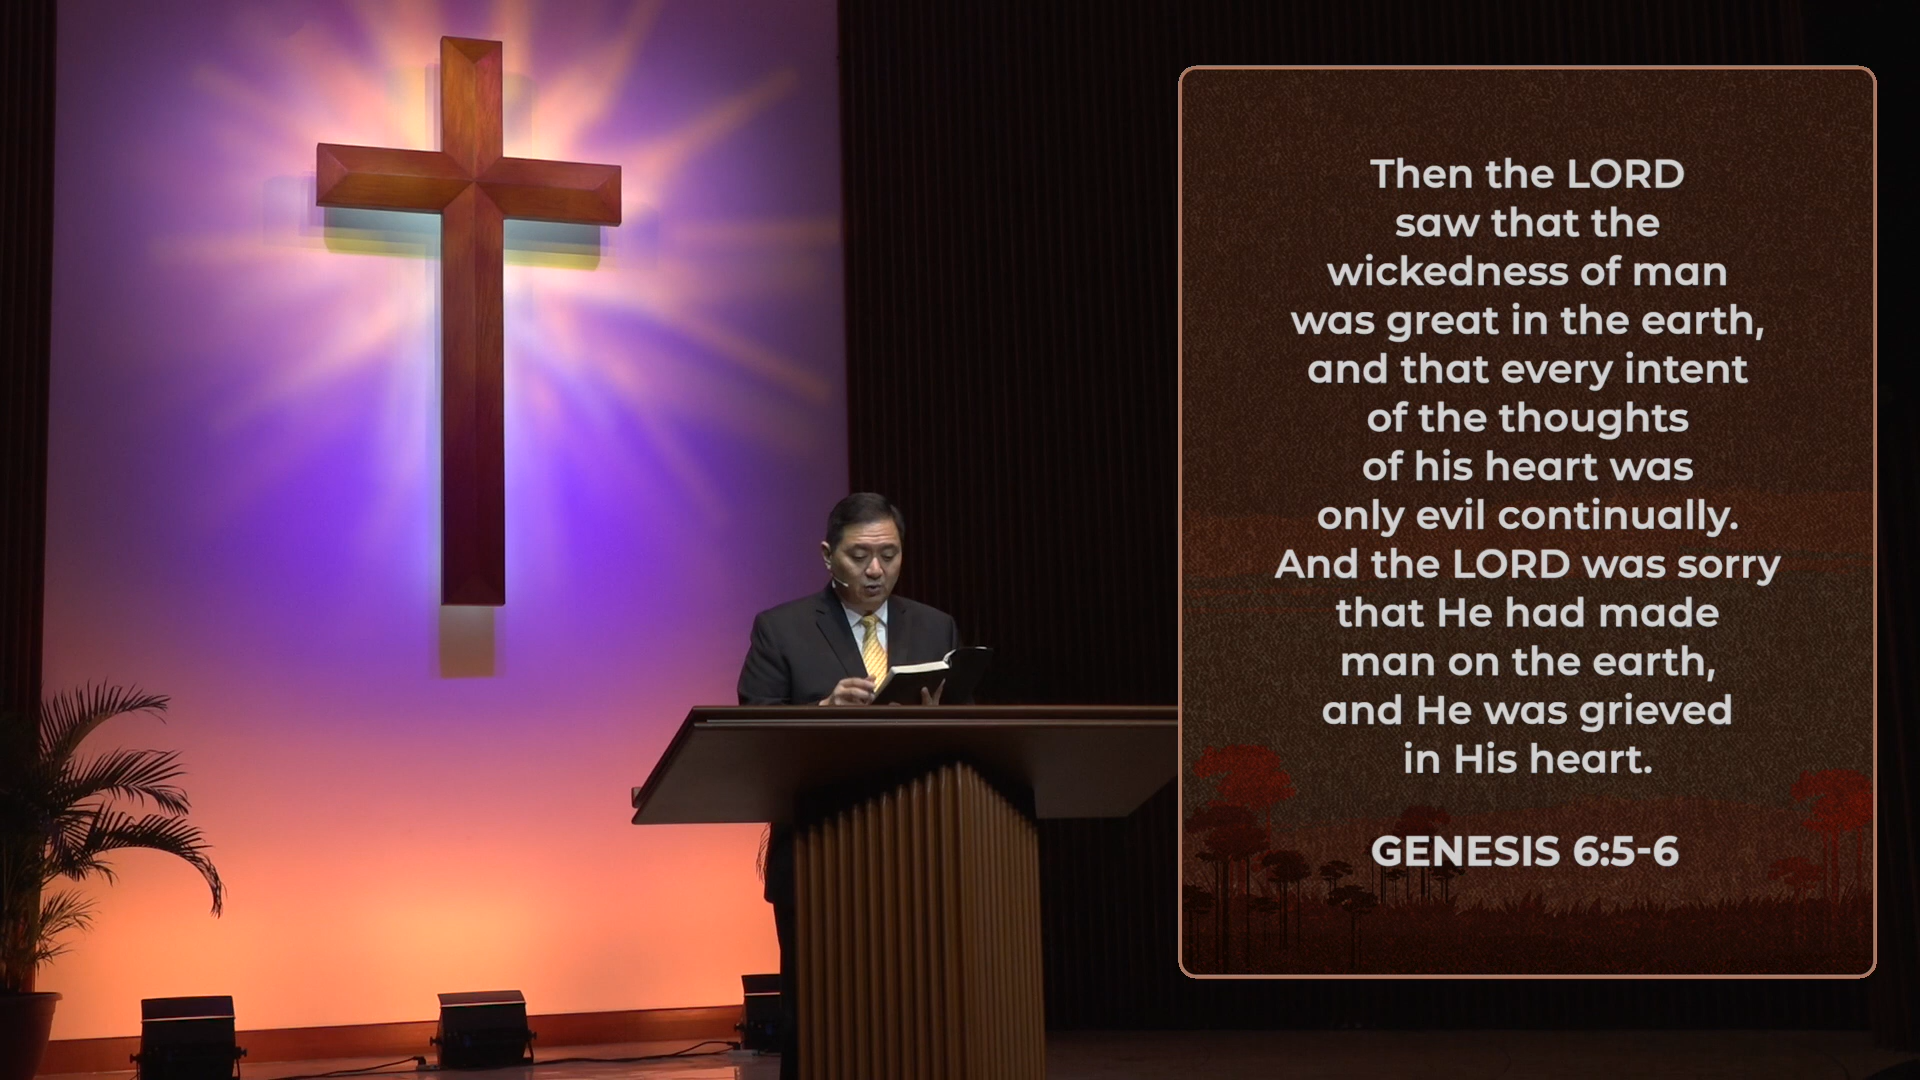 Then the LORD
saw that the
wickedness of man
was great in the earth,
and that every intent
of the thoughts
of his heart was
only evil continually.
And the LORD was sorry
that He had made
man on the earth,
and He was grieved
in His heart.
GENESIS 6:5-6